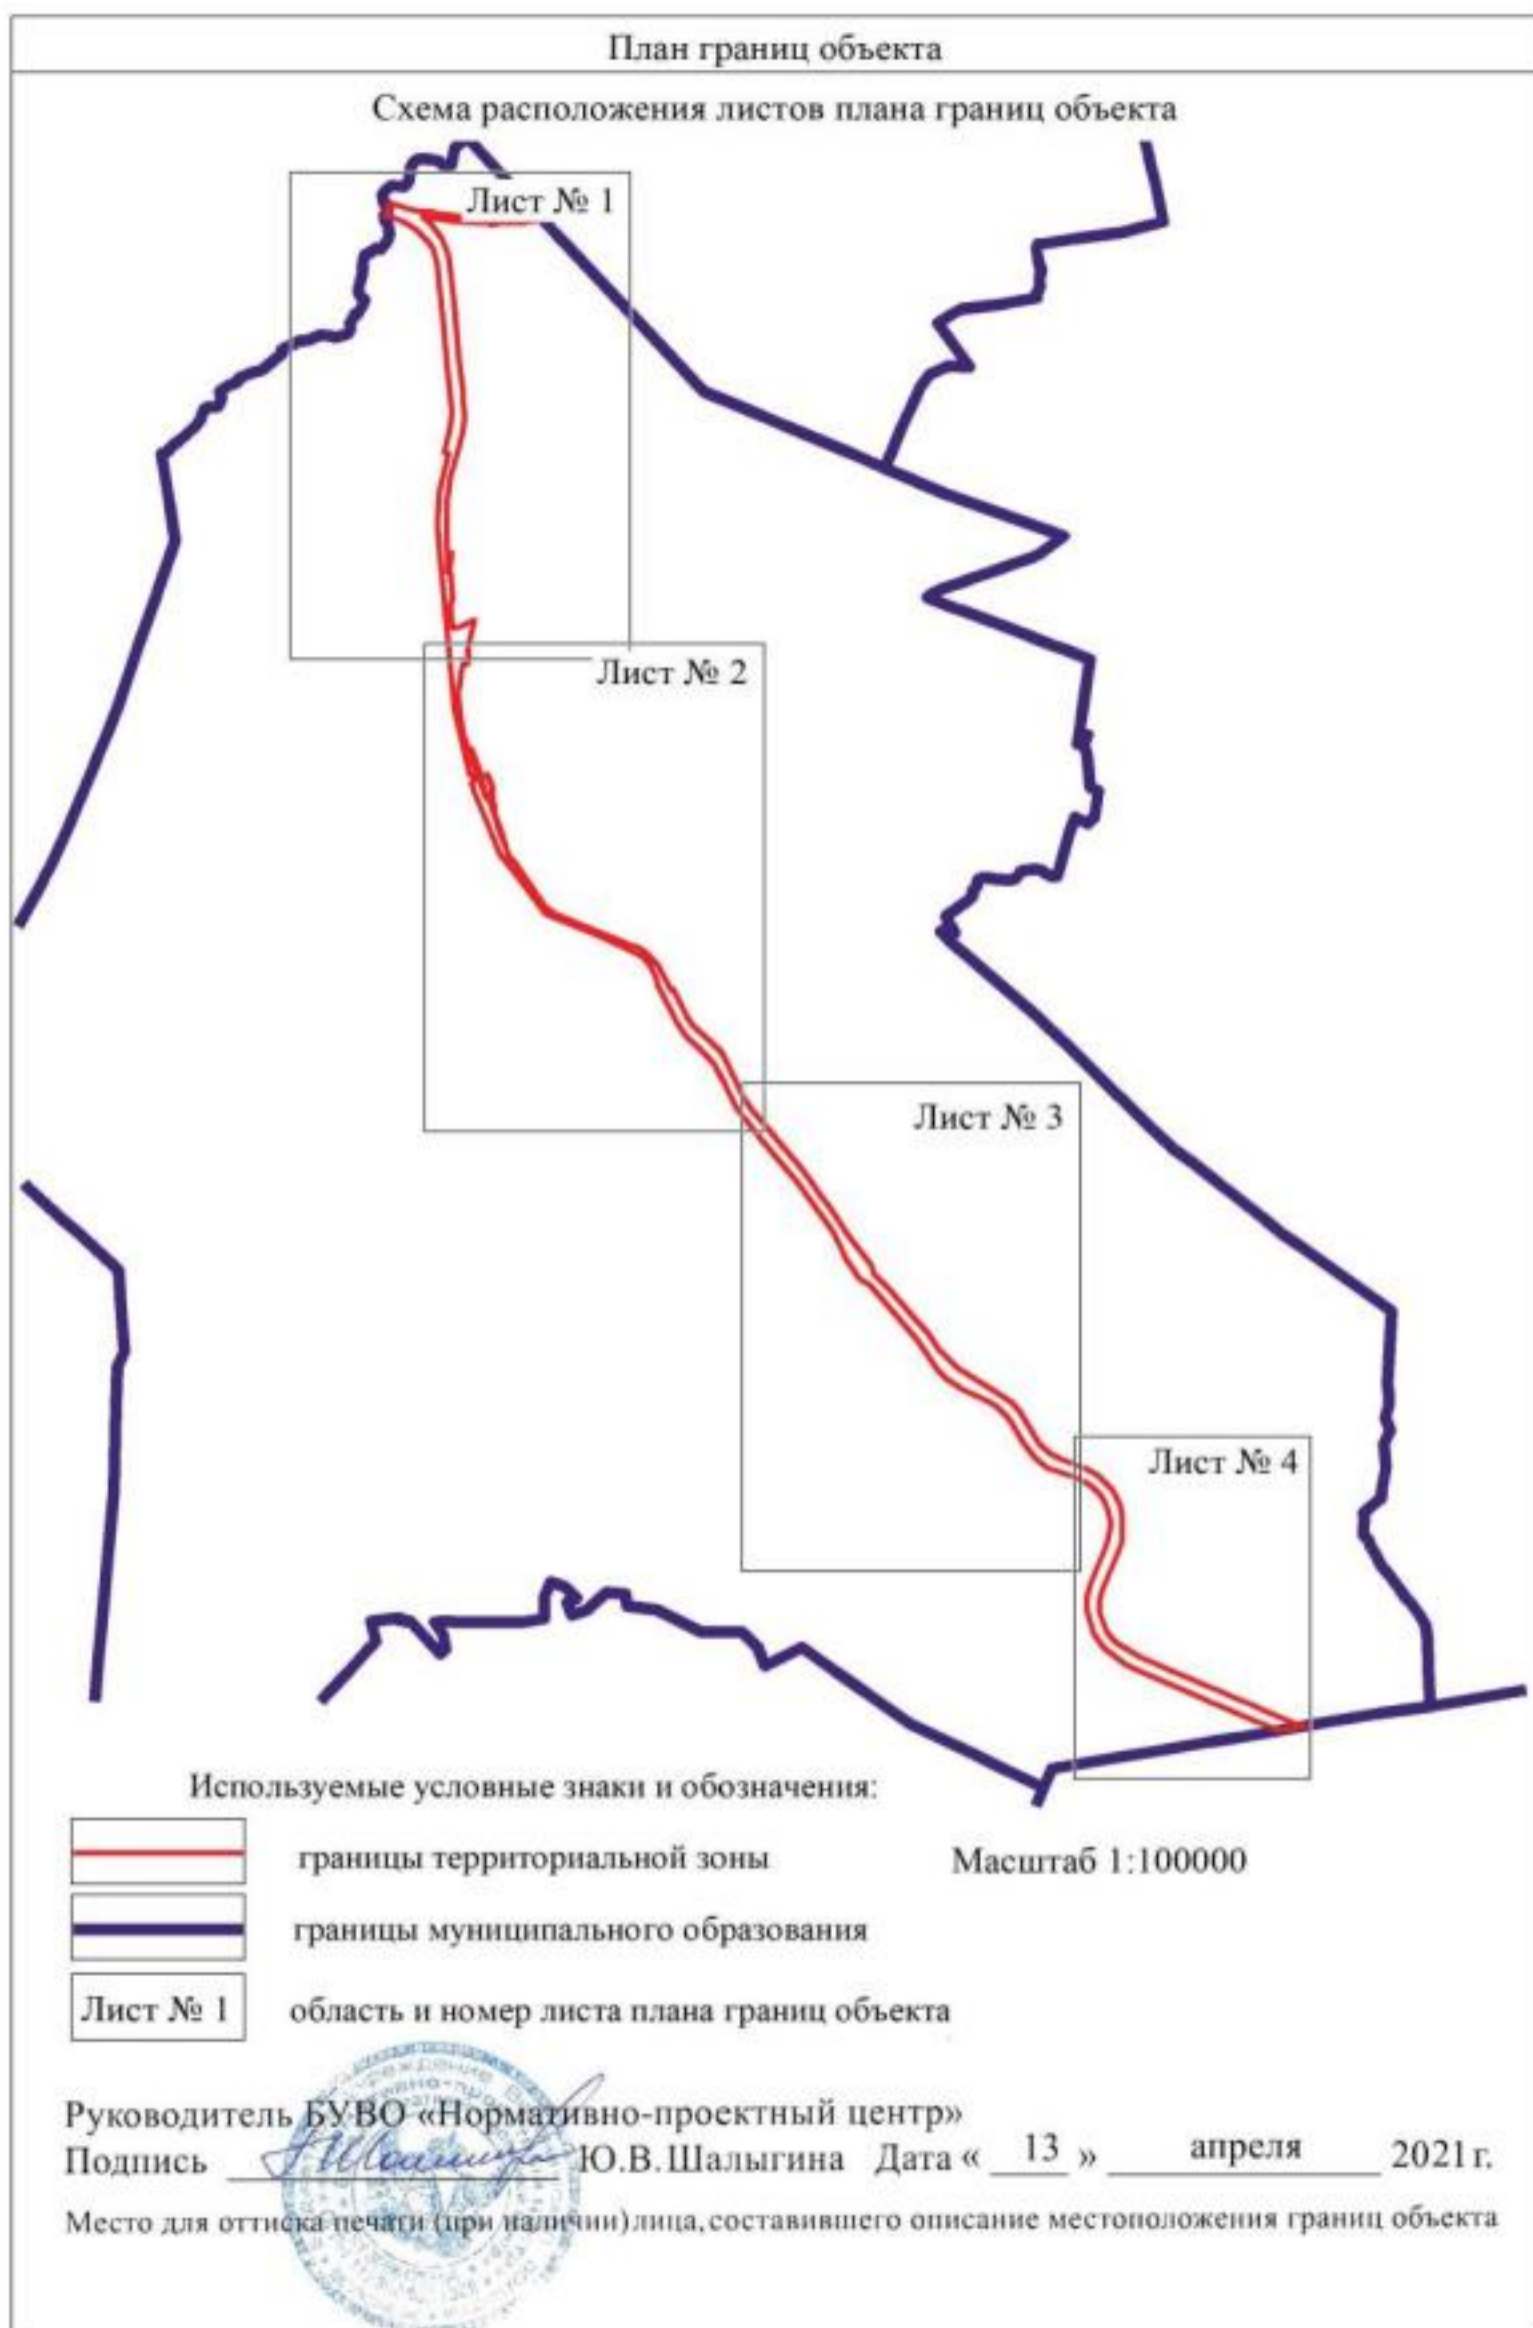 План границ объекта
Схема расположения листов плана границ объекта
Лист № 1
Лист № 2
Лист № 3
Лист № 4
Используемые условные знаки и обозначения:
границы территориальной зоны
Масштаб 1:100000
границы муниципального образования
Лист № 1
область и номер листа плана границ объекта
Руководитель БУВО «Нормативно-проектный центр»
Подпись Ю.В.Шалыгина Дата « 13 » апреля 2021г.
Место для оттиска печати (при наличии) лица, составившего описание местоположения границ объекта